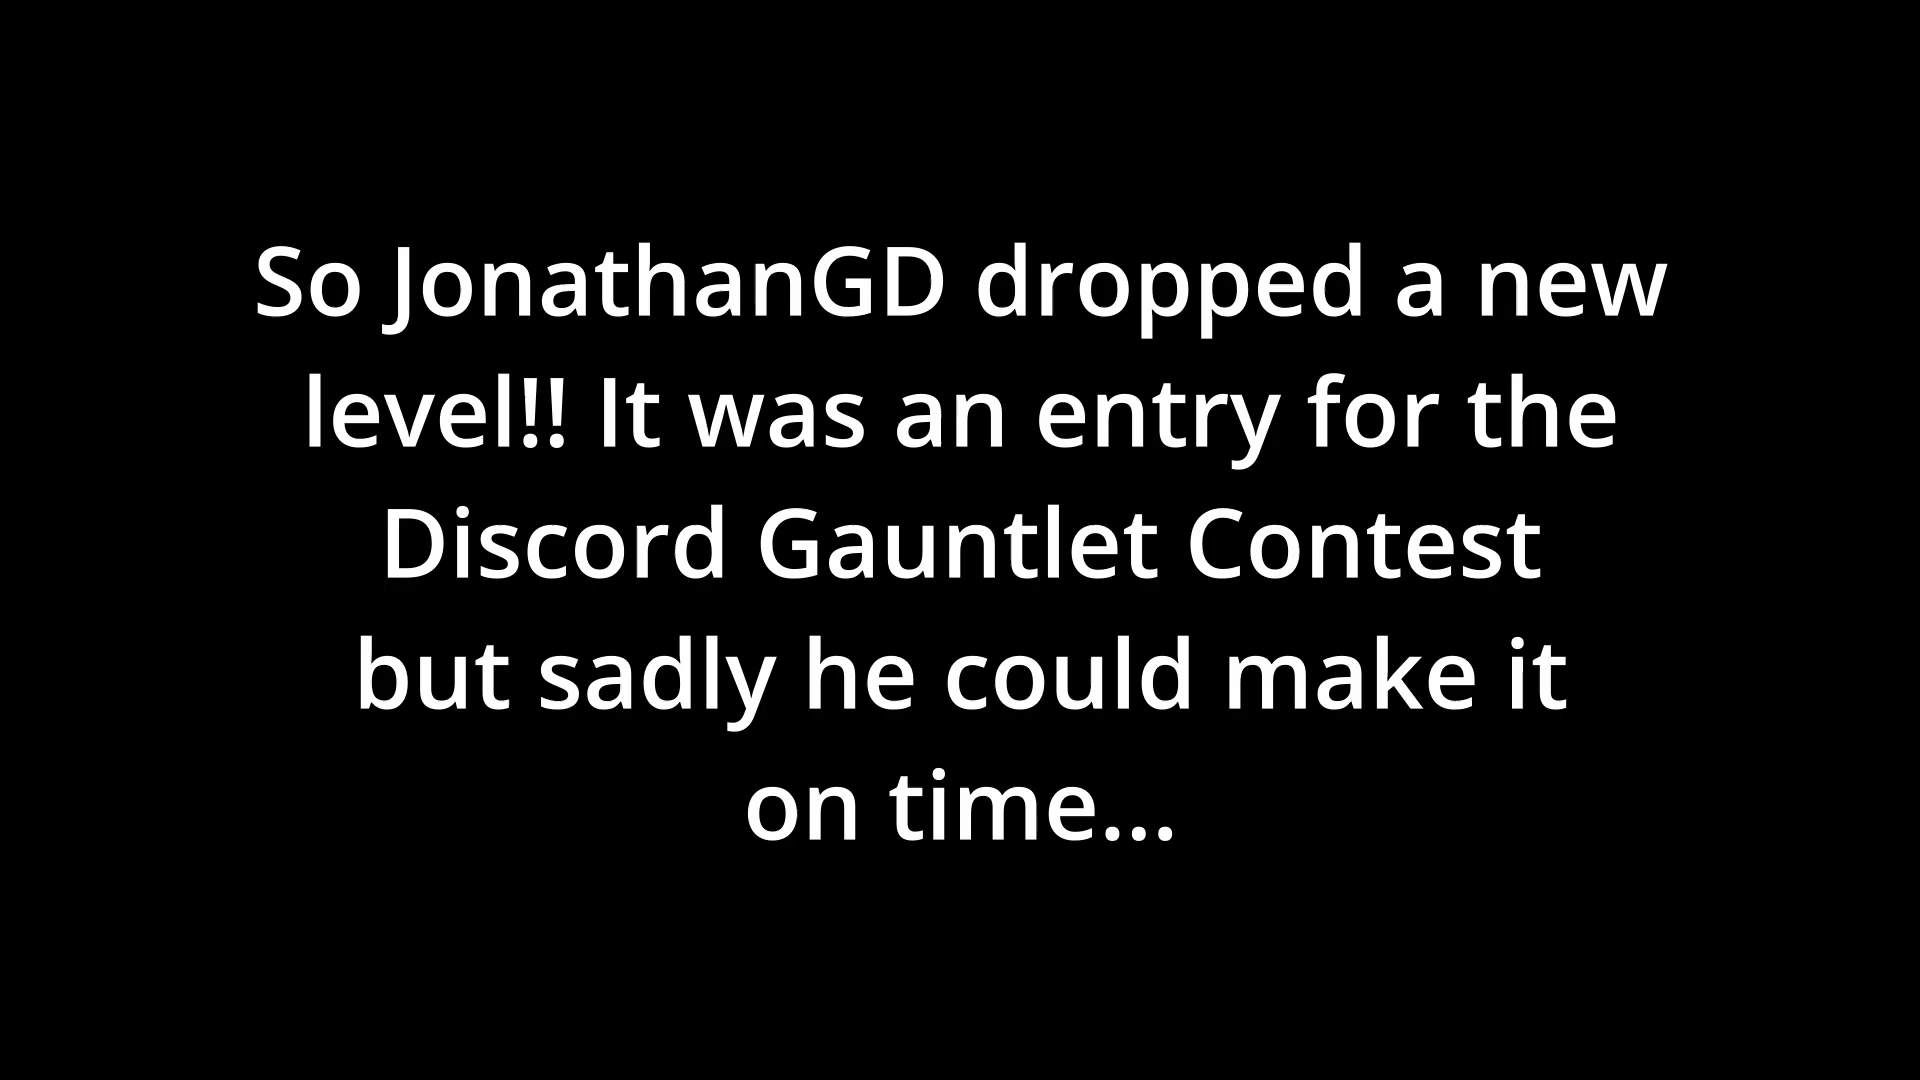 So JonathanGD dropped a new
level!! It was an entry for the
Discord Gauntlet Contest
but sadly he could make it
on time...